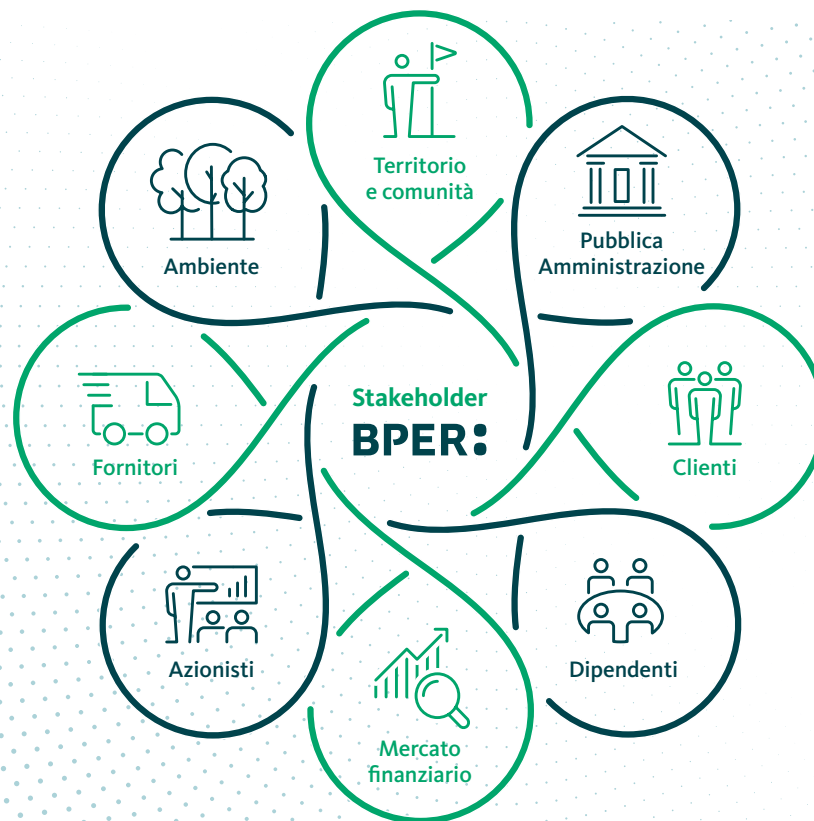 Territorio
e comunità
Pubblica
Amministrazione
Ambiente
Stakeholder
BPER:
Fornitori
Clienti
Azionisti
Dipendenti
Mercato
finanziario